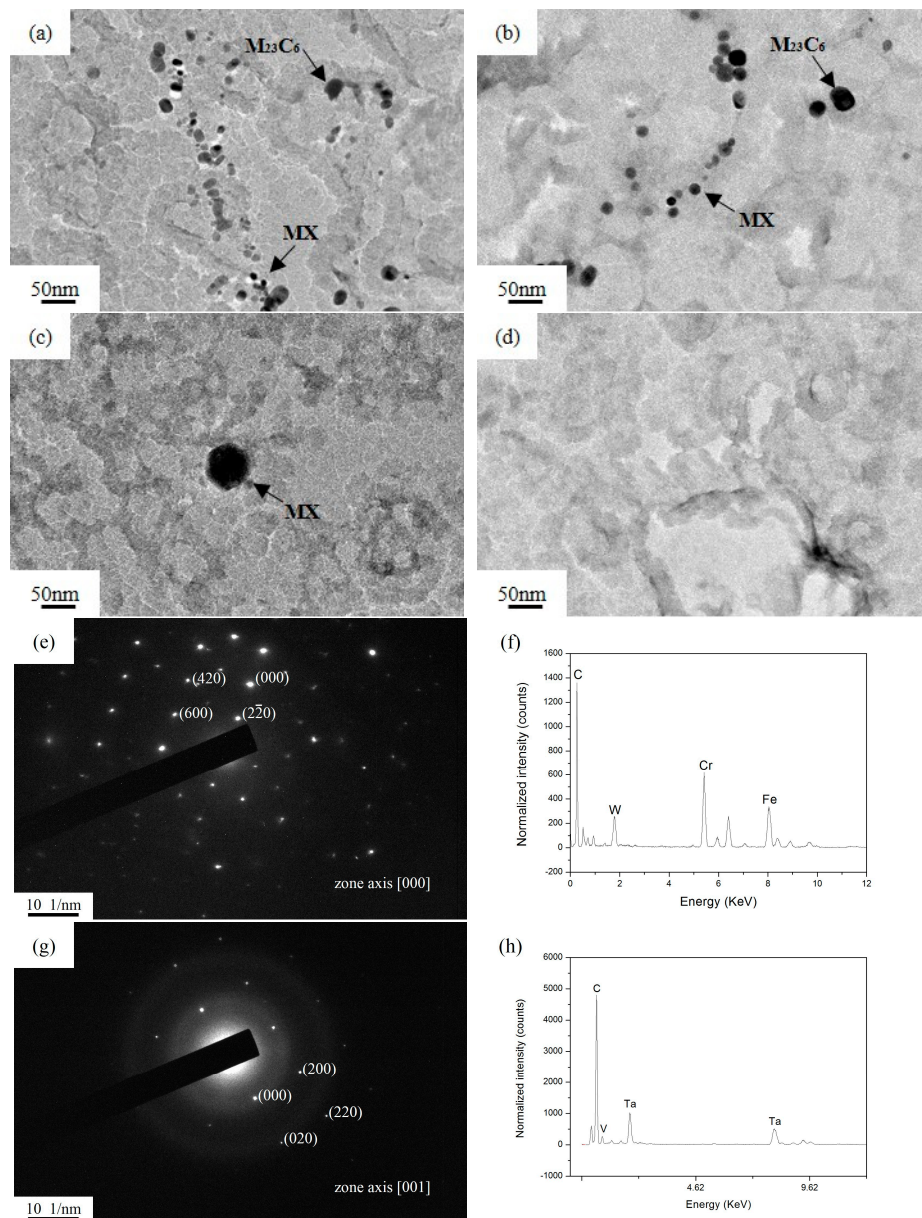 (a)
M23C6
MX
50nm
(b)
M23C6
MX
50nm
(c)
MX
50nm
(d)
50nm
(e)
(420)
(000)
(600)
(22̄0)
zone axis [000]
10 1/nm
(f)
1600
1400
1200
1000
800
600
400
200
0
-200
Normalized intensity (counts)
C
W
Cr
Fe
0 2 4 6 8 10 12
Energy (KeV)
(g)
(200)
(000)
(220)
(020)
zone axis [001]
10 1/nm
(h)
6000
5000
4000
3000
2000
1000
0
-1000
Normalized intensity (counts)
C
V
Ta
Ta
4.62 9.62
Energy (KeV)